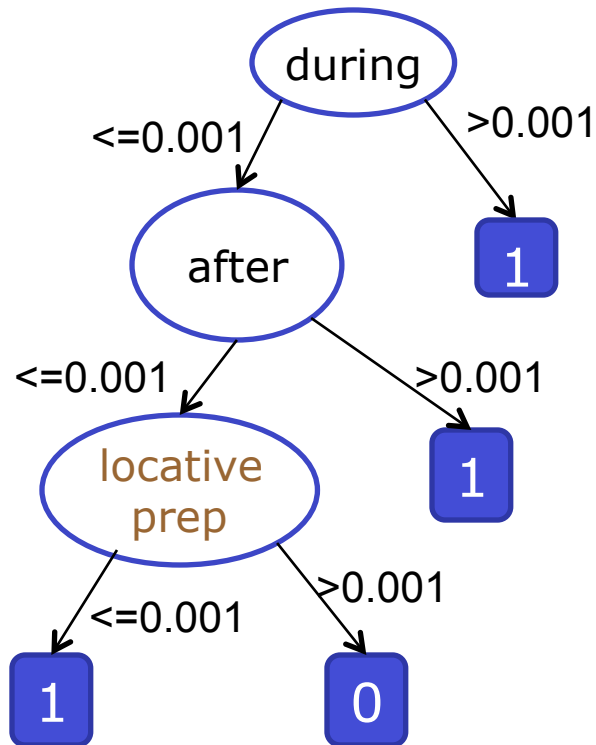 during
<=0.001
>0.001
after
1
<=0.001
>0.001
locative
prep
1
<=0.001
>0.001
1
0